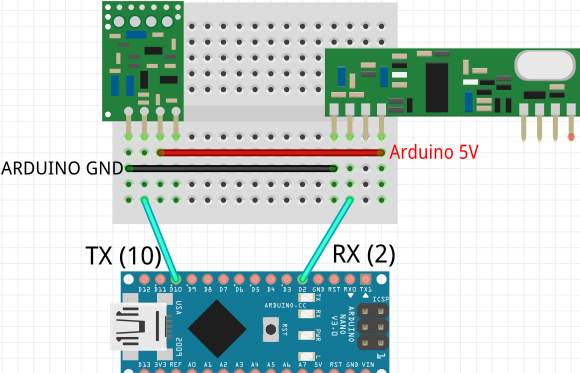 Arduino 5V
ARDUINO GND
TX (10)
RX (2)
D12 D11 D10 D9 D8 D7 D6 D5 D4 D3 D2 GND RST RX0 TX1
USA
2009
ARDUINO.CC
RST
TX
RX
PWR
L
ARDUINO
NANO
V3.0
ICSP
1
D13 3V3 REF A0 A1 A2 A3 A4 A5 A6 A7 5V RST GND VIN